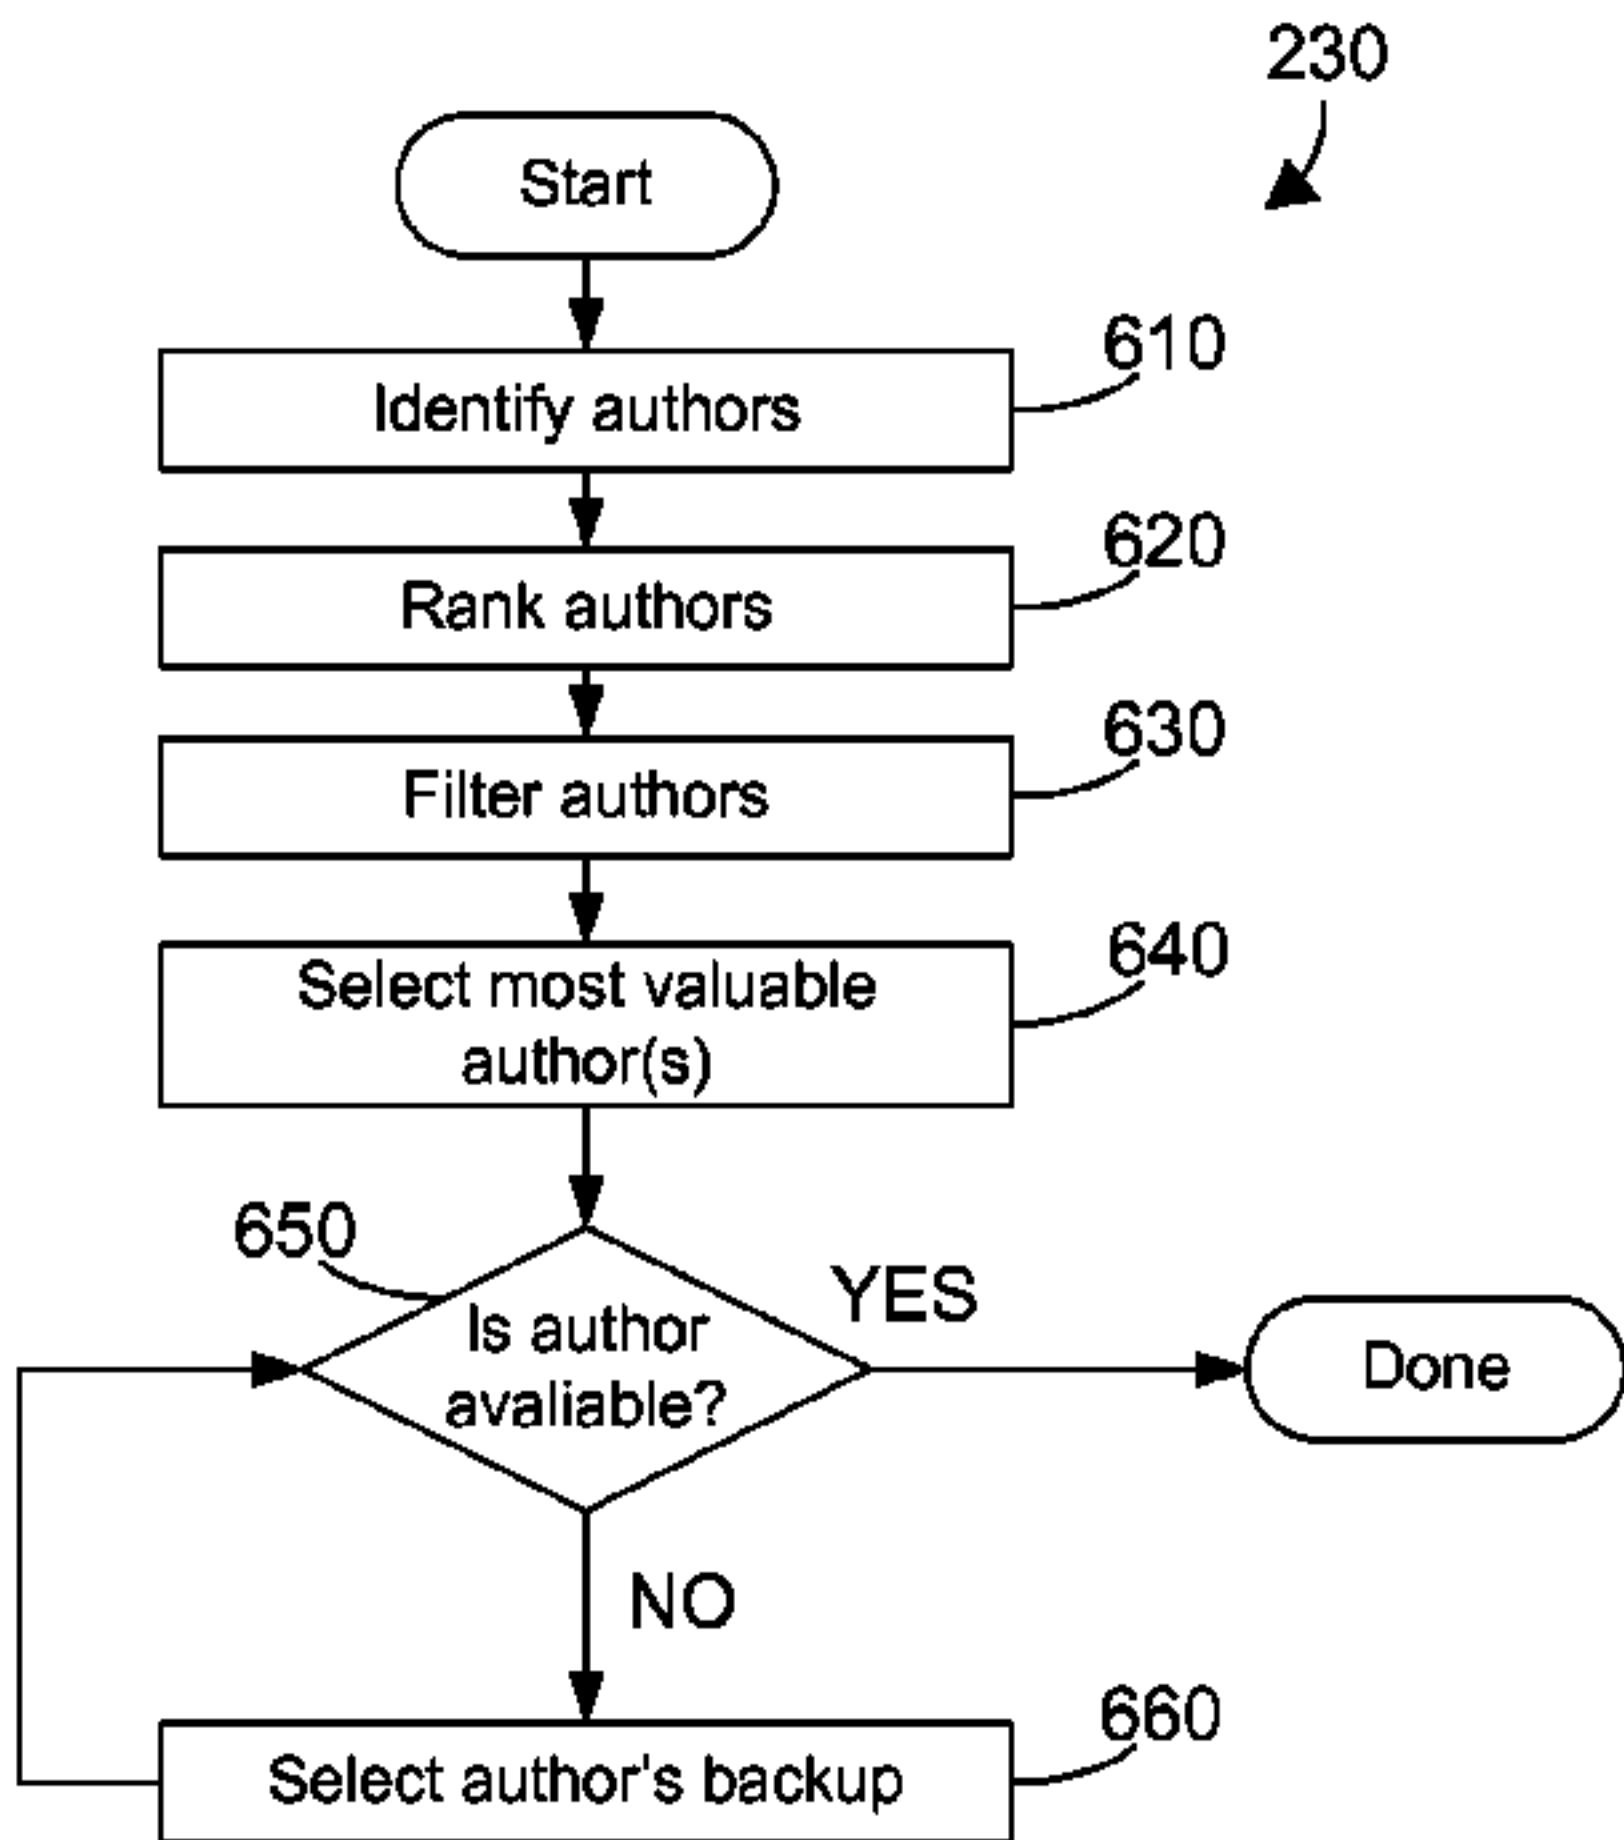 230
Start
610
Identify authors
620
Rank authors
630
Filter authors
640
Select most valuable
author(s)
650
YES
Is author
avaliable?
Done
NO
660
Select author's backup